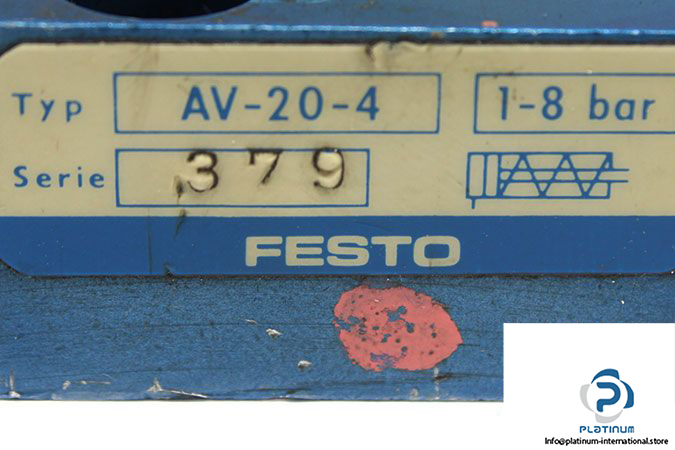 Typ AV-20-4 1-8 bar
Serie 379
FESTO
PLATINUM
Info@platinum-international.store